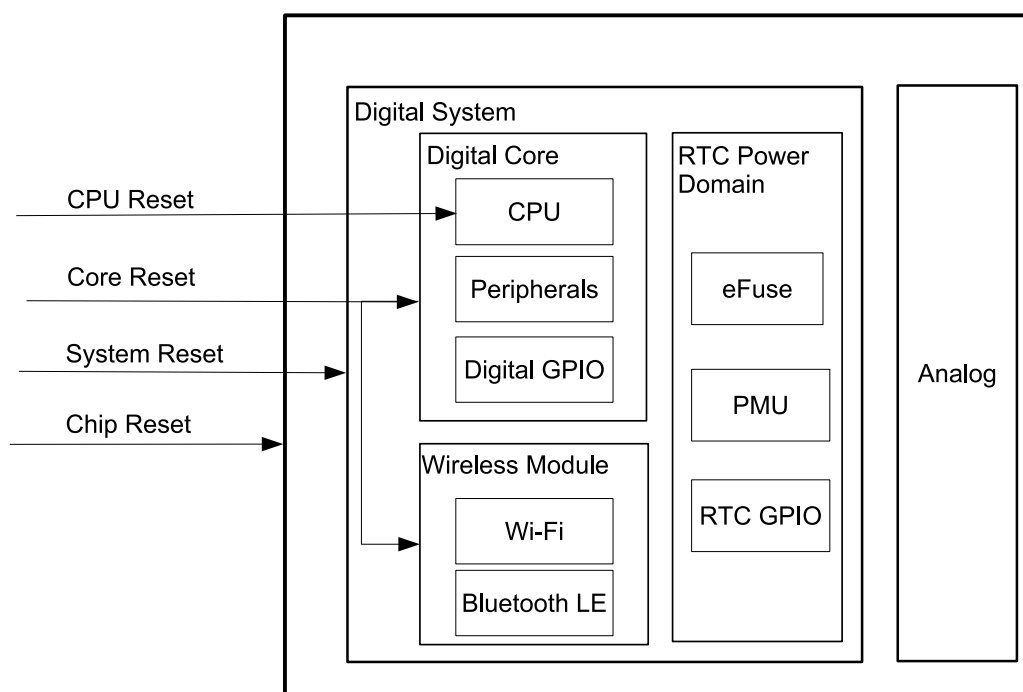 CPU Reset
Core Reset
System Reset
Chip Reset
Digital System
Digital Core
CPU
Peripherals
Digital GPIO
Wireless Module
Wi-Fi
Bluetooth LE
RTC Power
Domain
eFuse
PMU
RTC GPIO
Analog